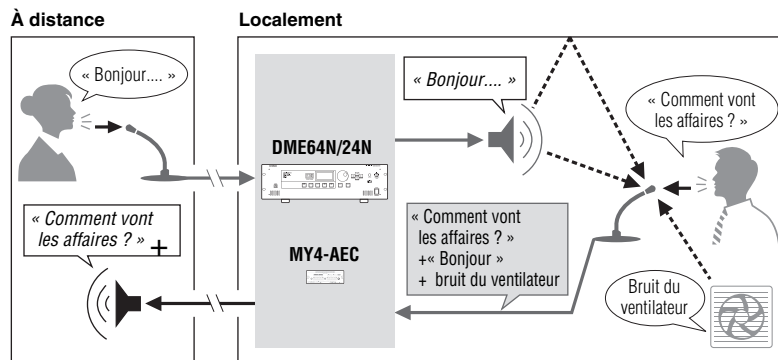 À distance
Localement
« Bonjour.... »
« Bonjour.... »
« Comment vont
les affaires ? »
DME64N/24N
« Comment vont
les affaires ? »
+
« Comment vont
les affaires ? »
+« Bonjour »
+ bruit du ventilateur
MY4-AEC
Bruit du
ventilateur